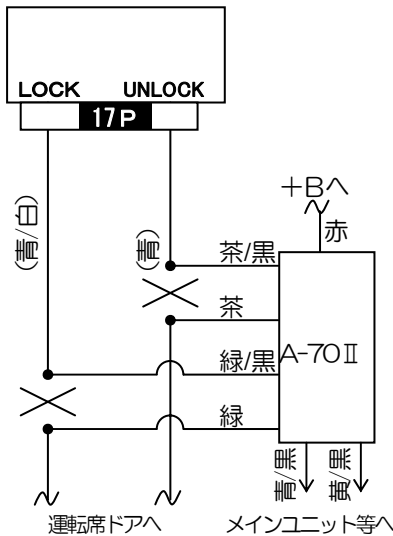 LOCK UNLOCK
17P
(青/白)
(青)
+Bへ
赤
茶/黒
茶
緑/黒
緑
A-70Ⅱ
青/黒
黄/黒
運転席ドアへ
メインユニット等へ